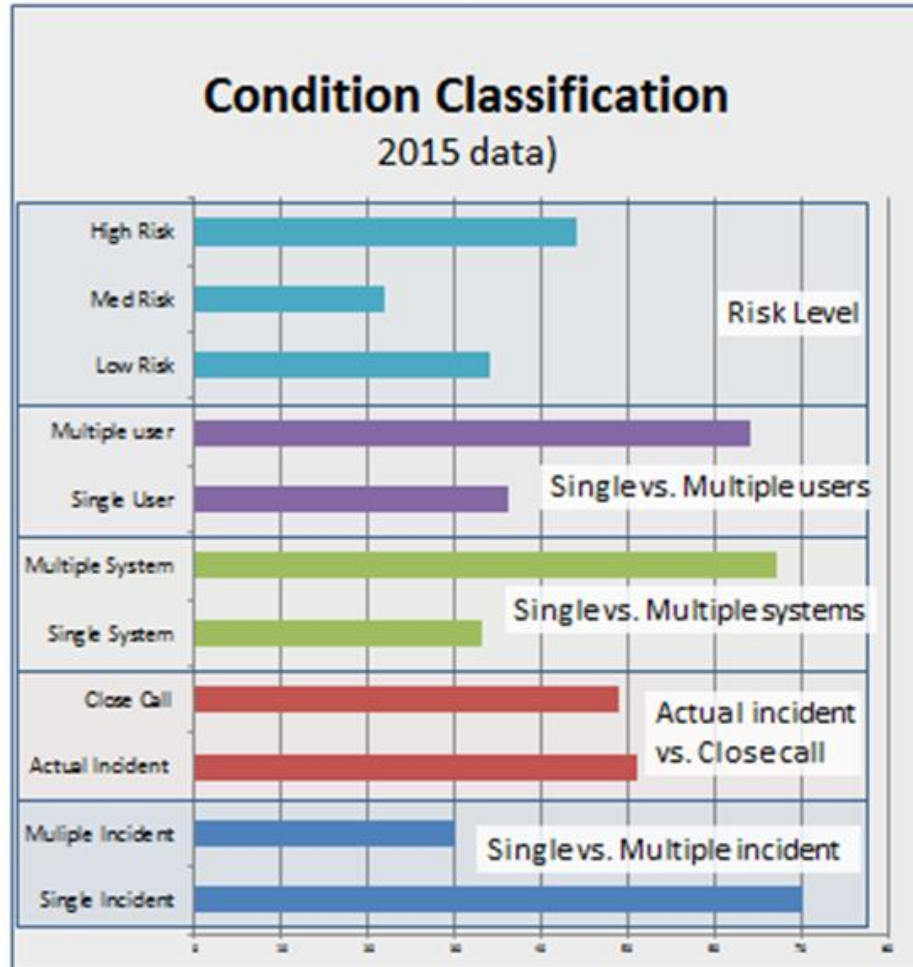 Condition Classification
2015 data)
High Risk
Med Risk
Risk Level
Low Risk
Multiple user
Single vs. Multiple users
Single User
Multiple System
Single vs. Multiple systems
Single System
Close Call
Actual incident
vs. Close call
Actual Incident
Muliple Incident
Single vs. Multiple incident
Single Incident